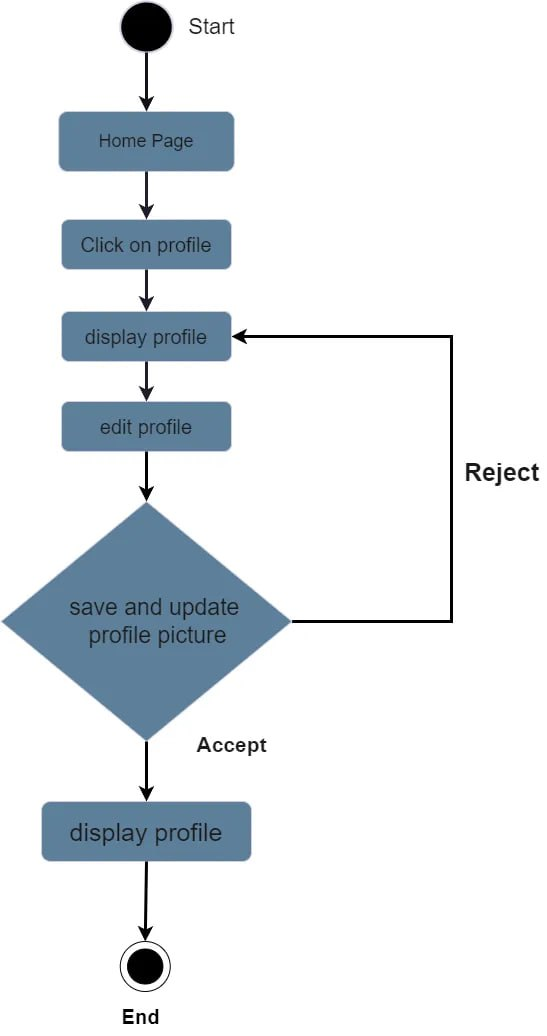 Start
Home Page
Click on profile
display profile
edit profile
Reject
save and update
profile picture
Accept
display profile
End